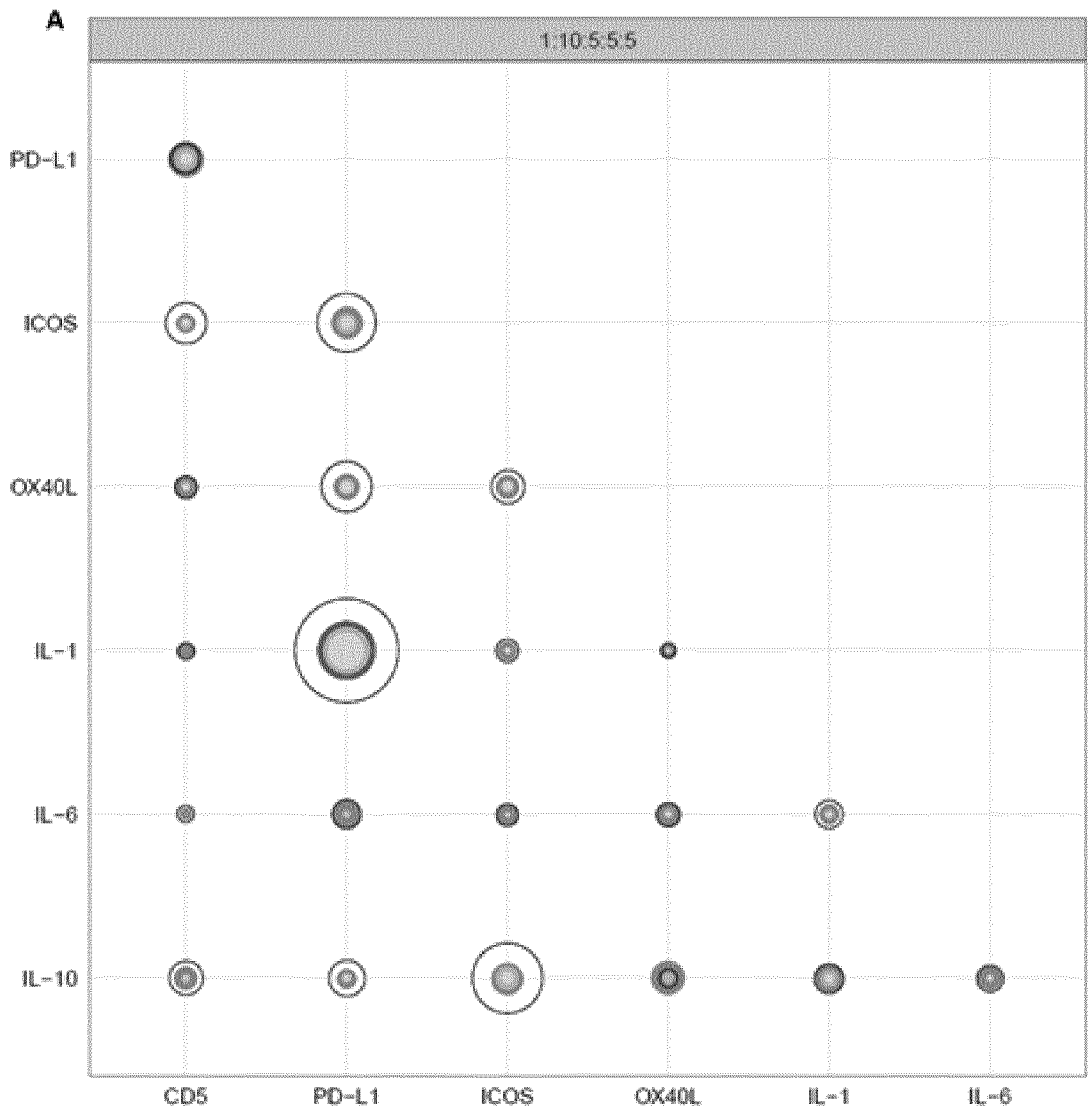 A
1:10:5:5:5
PD-L1
ICOS
OX40L
IL-1
IL-6
IL-10
CD5 PD-L1 ICOS OX40L IL-1 IL-6